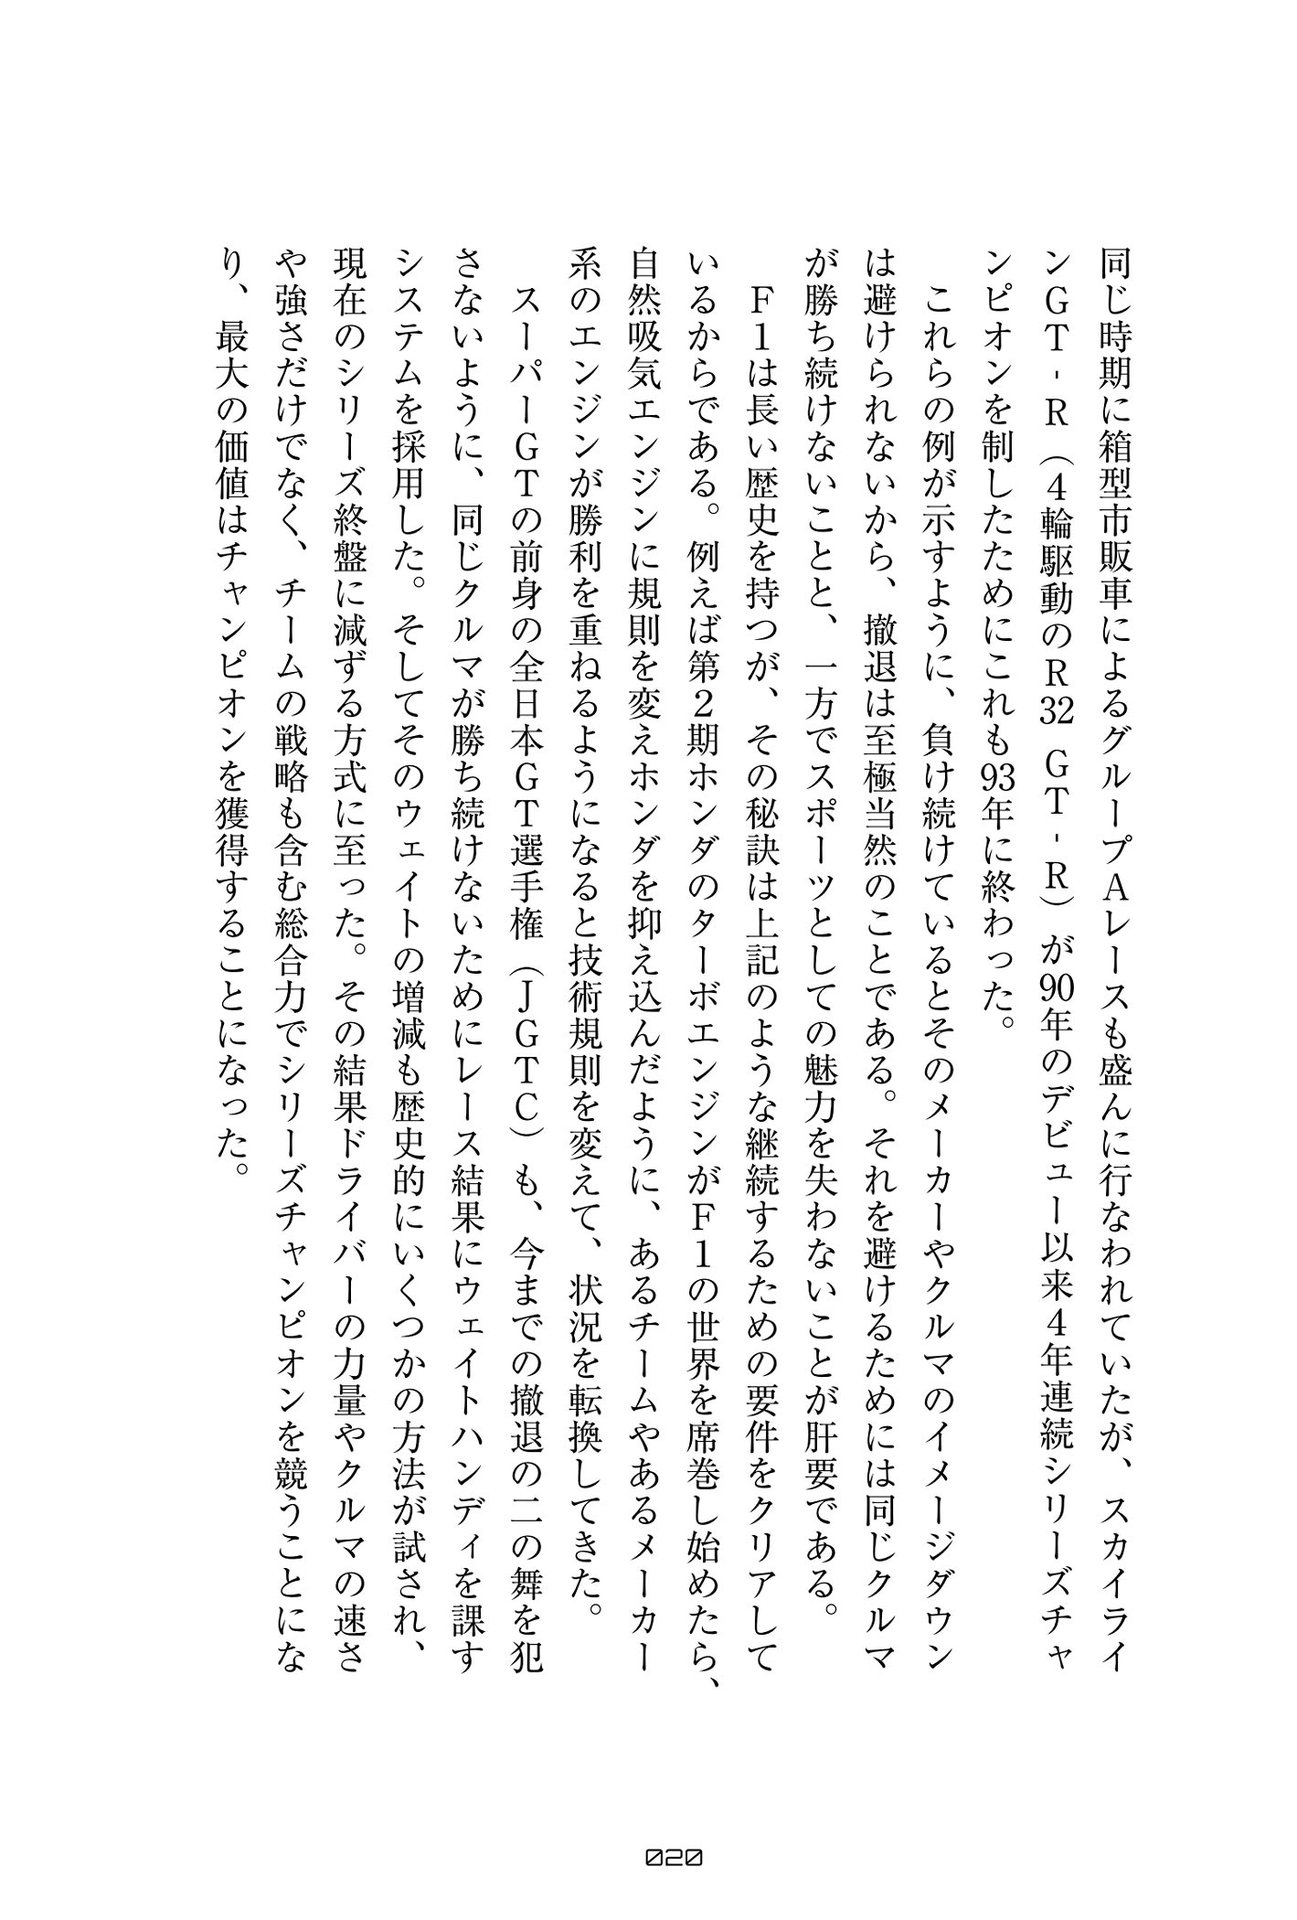 同じ時期に箱型市販車によるグループAレースも盛んに行なわれていたが、スカイライ
ンGT-R（4輪駆動のR32 GT-R）が90年のデビュー以来4年連続シリーズチャ
ンピオンを制したためにこれも93年に終わった。
　これらの例が示すように、負け続けているとそのメーカーやクルマのイメージダウン
は避けられないから、撤退は至極当然のことである。それを避けるためには同じクルマ
が勝ち続けないことと、一方でスポーツとしての魅力を失わないことが肝要である。
　F1は長い歴史を持つが、その秘訣は上記のような継続するための要件をクリアして
いるからである。例えば第2期ホンダのターボエンジンがF1の世界を席巻し始めたら、
自然吸気エンジンに規則を変えホンダを抑え込んだように、あるチームやあるメーカー
系のエンジンが勝利を重ねるようになると技術規則を変えて、状況を転換してきた。
　スーパーGTの前身の全日本GT選手権（JGTC）も、今までの撤退の二の舞を犯
さないように、同じクルマが勝ち続けないためにレース結果にウェイトハンディを課す
システムを採用した。そしてそのウェイトの増減も歴史的にいくつかの方法が試され、
現在のシリーズ終盤に減ずる方式に至った。その結果ドライバーの力量やクルマの速さ
や強さだけでなく、チームの戦略も含む総合力でシリーズチャンピオンを競うことにな
り、最大の価値はチャンピオンを獲得することになった。
020